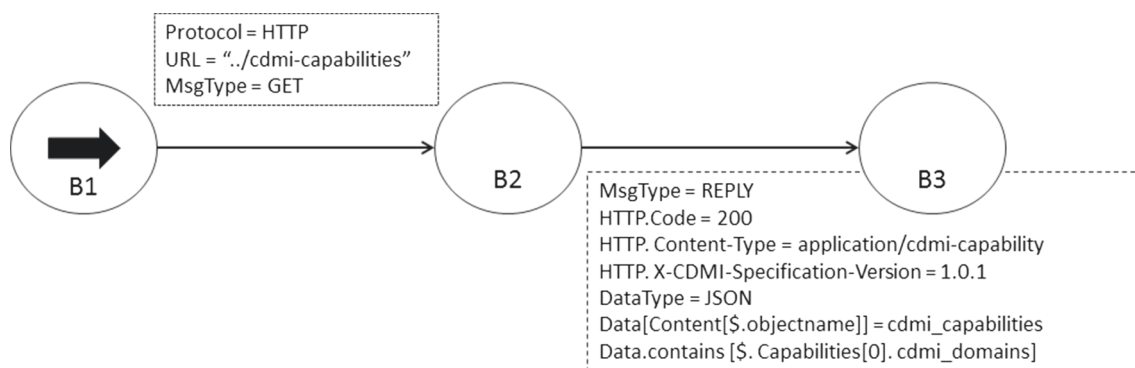 Protocol = HTTP
URL = “../cdmi-capabilities”
MsgType = GET
B1
B2
B3
MsgType = REPLY
HTTP.Code = 200
HTTP. Content-Type = application/cdmi-capability
HTTP. X-CDMI-Specification-Version = 1.0.1
DataType = JSON
Data[Content[$.objectname]] = cdmi_capabilities
Data.contains [$. Capabilities[0]. cdmi_domains]